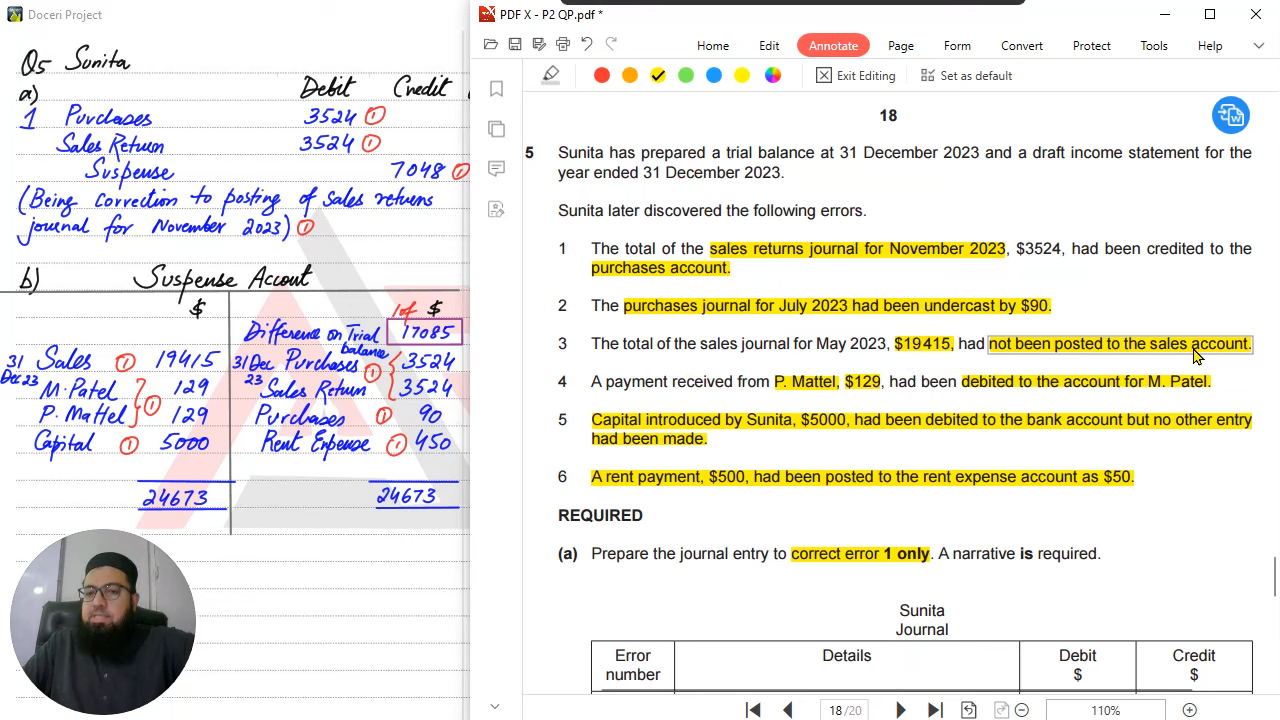 Doceri Project
Q5 Sunita
a) Debit Credit
1 Purchases 3524 1
Sales Return 3524 1
Suspense 7048 1
(Being correction to posting of Sales returns
journal for November 2023) 1
b) Suspense Accout
$ 1of $
Difference on Trial balance 17085
31 Dec 23 Sales 1 19415 31 Dec 23 Purchases 1 3524
M. Patel 129 Sales Return 3524
P. Mattel 1 129 Purchases 1 90
Capital 1 5000 Rent Expense 1 450
24673 24673
PDF X - P2 QP.pdf *
Home Edit Annotate Page Form Convert Protect Tools Help
Exit Editing Set as default
18
5 Sunita has prepared a trial balance at 31 December 2023 and a draft income statement for the
year ended 31 December 2023.
Sunita later discovered the following errors.
1 The total of the sales returns journal for November 2023, $3524, had been credited to the
purchases account.
2 The purchases journal for July 2023 had been undercast by $90.
3 The total of the sales journal for May 2023, $19415, had not been posted to the sales account.
4 A payment received from P. Mattel, $129, had been debited to the account for M. Patel.
5 Capital introduced by Sunita, $5000, had been debited to the bank account but no other entry
had been made.
6 A rent payment, $500, had been posted to the rent expense account as $50.
REQUIRED
(a) Prepare the journal entry to correct error 1 only. A narrative is required.
Sunita
Journal
Error number Details Debit $ Credit $
18 /20 110%